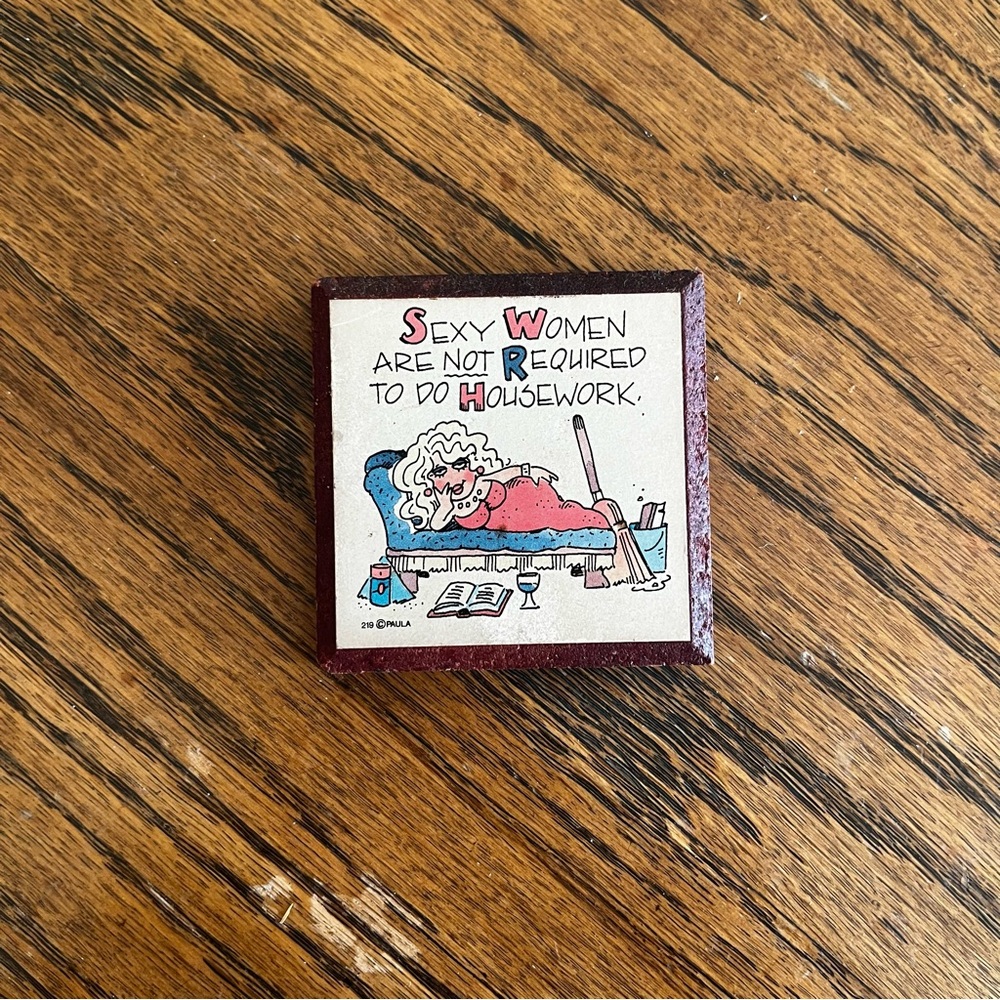 Sexy Women
ARE NOT REQUIRED
TO DO HOUSEWORK.
219 ©PAULA